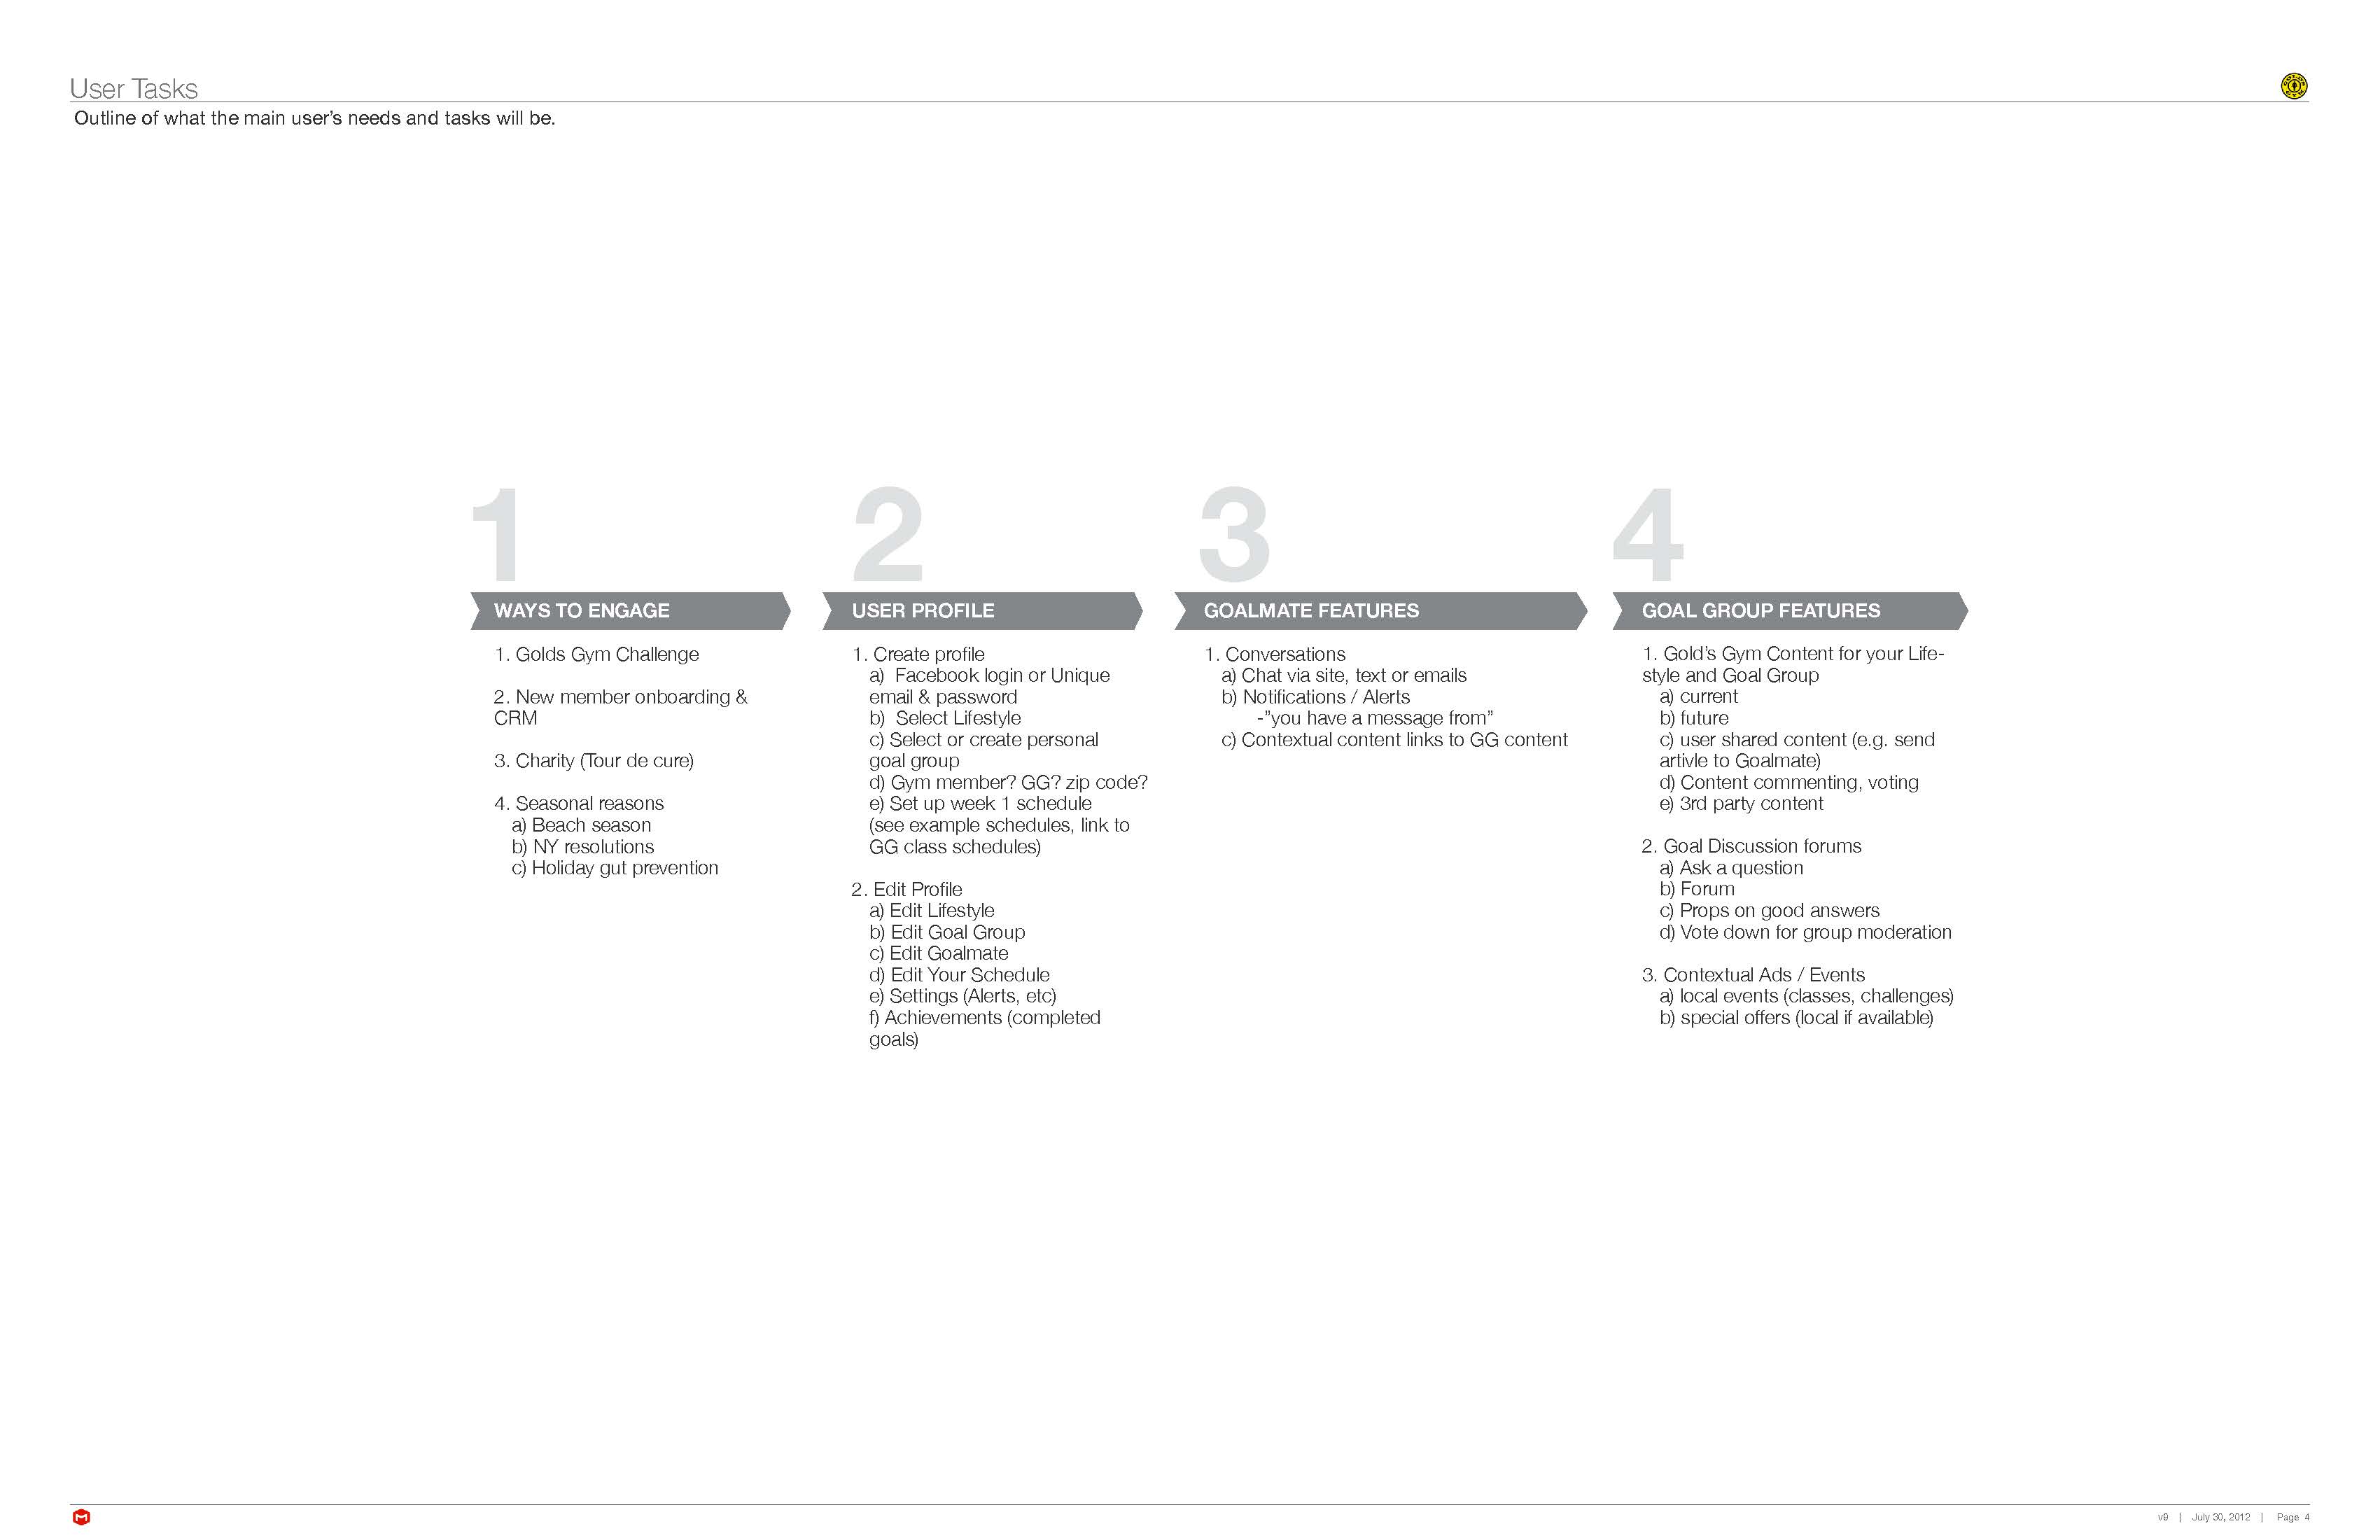 User Tasks
Outline of what the main user’s needs and tasks will be.
1
WAYS TO ENGAGE
1. Golds Gym Challenge
2. New member onboarding &
CRM
3. Charity (Tour de cure)
4. Seasonal reasons
a) Beach season
b) NY resolutions
c) Holiday gut prevention
2
USER PROFILE
1. Create profile
a)  Facebook login or Unique
email & password
b)  Select Lifestyle
c) Select or create personal
goal group
d) Gym member? GG? zip code?
e) Set up week 1 schedule
(see example schedules, link to
GG class schedules)
2. Edit Profile
a) Edit Lifestyle
b) Edit Goal Group
c) Edit Goalmate
d) Edit Your Schedule
e) Settings (Alerts, etc)
f) Achievements (completed
goals)
3
GOALMATE FEATURES
1. Conversations
a) Chat via site, text or emails
b) Notifications / Alerts
-”you have a message from”
c) Contextual content links to GG content
4
GOAL GROUP FEATURES
1. Gold’s Gym Content for your Life-
style and Goal Group
a) current
b) future
c) user shared content (e.g. send
artivle to Goalmate)
d) Content commenting, voting
e) 3rd party content
2. Goal Discussion forums
a) Ask a question
b) Forum
c) Props on good answers
d) Vote down for group moderation
3. Contextual Ads / Events
a) local events (classes, challenges)
b) special offers (local if available)
v9 | July 30, 2012 | Page 4